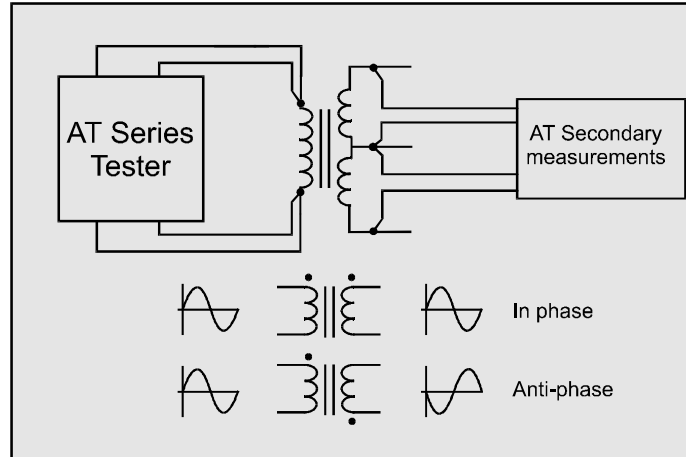 AT Series
Tester
AT Secondary
measurements
In phase
Anti-phase